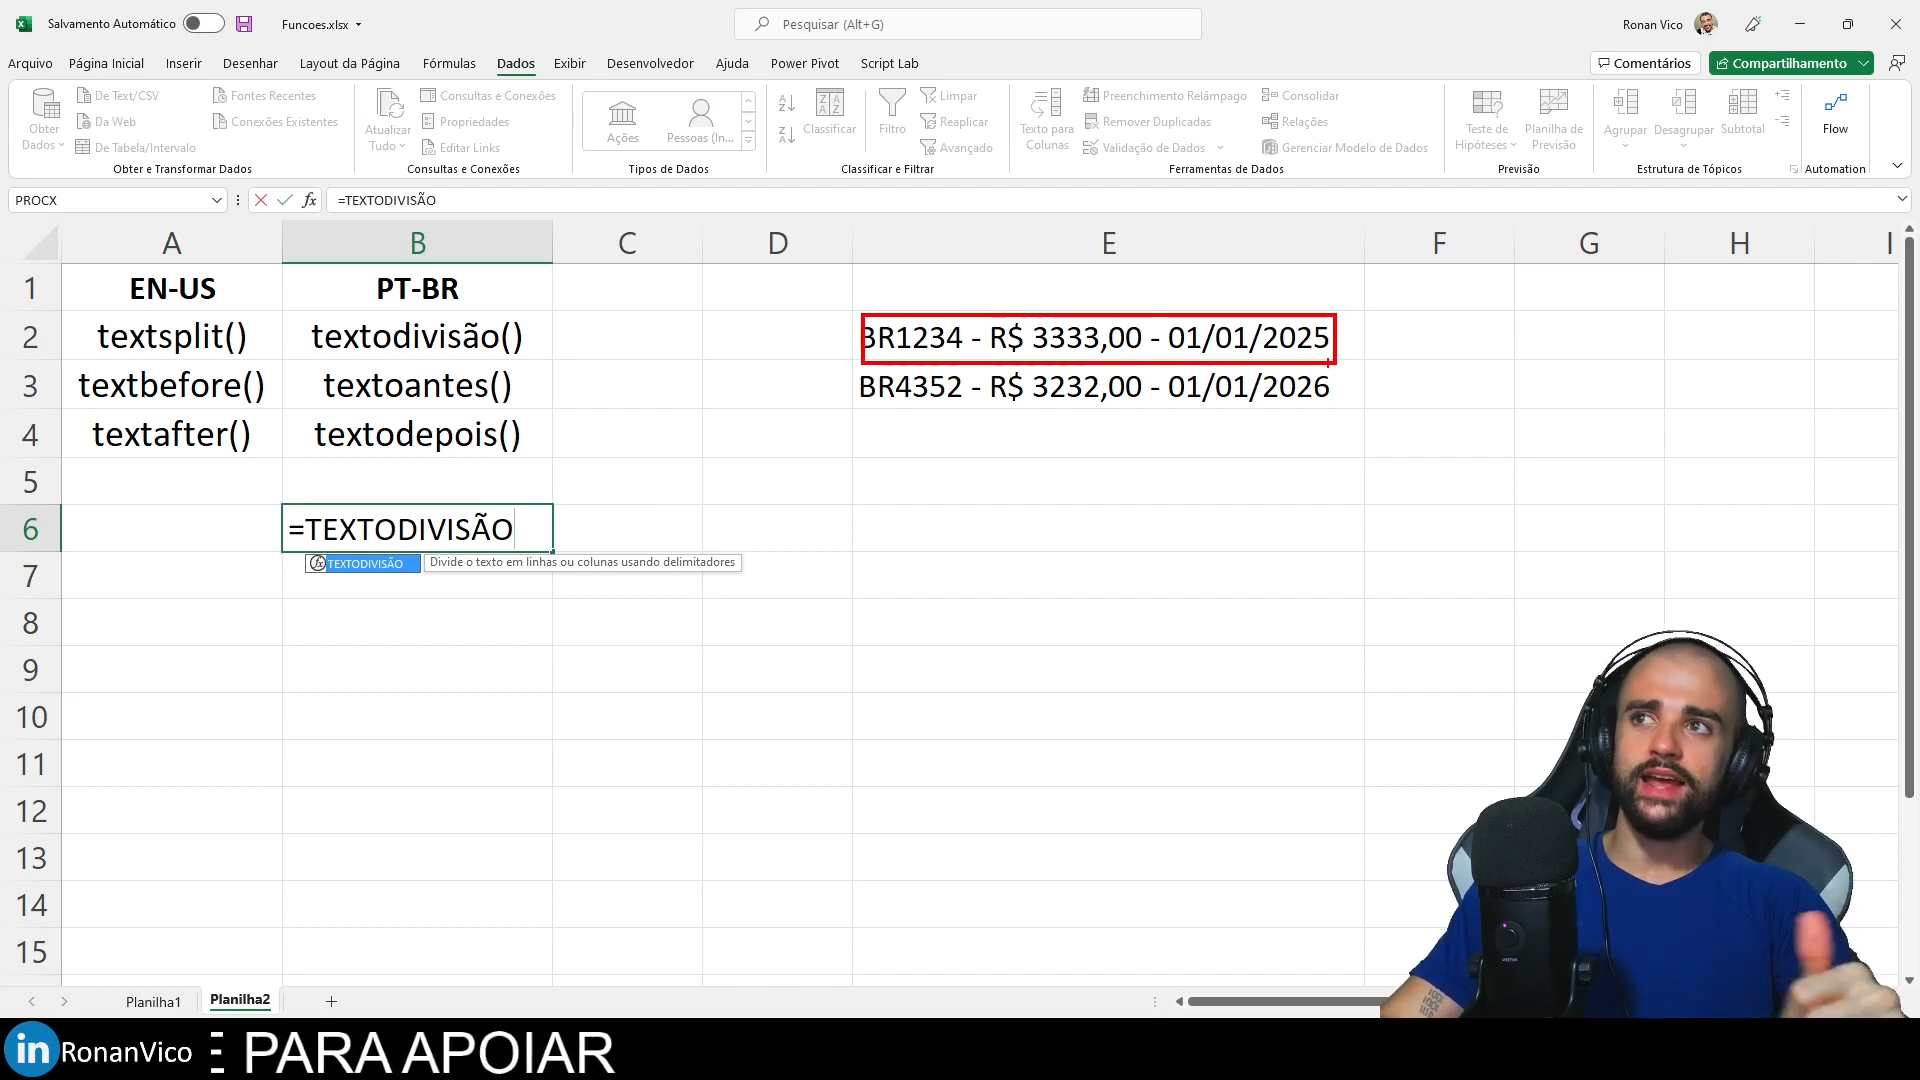 Salvamento Automático
Funcoes.xlsx
Pesquisar (Alt+G)
Ronan Vico
Arquivo Página Inicial Inserir Desenhar Layout da Página Fórmulas Dados Exibir Desenvolvedor Ajuda Power Pivot Script Lab
Comentários
Compartilhamento
Obter Dados
De Text/CSV
Da Web
De Tabela/Intervalo
Fontes Recentes
Conexões Existentes
Obter e Transformar Dados
Atualizar Tudo
Consultas e Conexões
Propriedades
Editar Links
Consultas e Conexões
Ações
Pessoas (In...
Tipos de Dados
Classificar
Filtro
Limpar
Reaplicar
Avançado
Classificar e Filtrar
Texto para Colunas
Preenchimento Relâmpago
Remover Duplicadas
Validação de Dados
Consolidar
Relações
Gerenciar Modelo de Dados
Ferramentas de Dados
Teste de Hipóteses
Planilha de Previsão
Previsão
Agrupar
Desagrupar
Subtotal
Estrutura de Tópicos
Flow
Automation
PROCX
fx
=TEXTODIVISÃO
A B C D E F G H I
1 EN-US PT-BR
2 textsplit() textodivisão() BR1234 - R$ 3333,00 - 01/01/2025
3 textbefore() textoantes() BR4352 - R$ 3232,00 - 01/01/2026
4 textafter() textodepois()
5
6 =TEXTODIVISÃO
TEXTODIVISÃO Divide o texto em linhas ou colunas usando delimitadores
7
8
9
10
11
12
13
14
15
Planilha1 Planilha2
in RonanVico PARA APOIAR